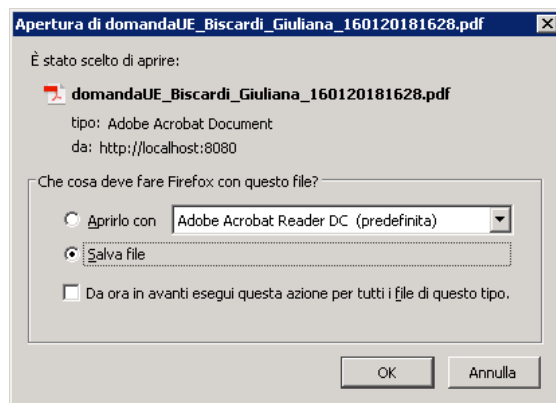 Apertura di domandaUE_Biscardi_Giuliana_160120181628.pdf
È stato scelto di aprire:
domandaUE_Biscardi_Giuliana_160120181628.pdf
tipo: Adobe Acrobat Document
da: http://localhost:8080
Che cosa deve fare Firefox con questo file?
Aprirlo con Adobe Acrobat Reader DC (predefinita)
Salva file
Da ora in avanti esegui questa azione per tutti i file di questo tipo.
OK Annulla